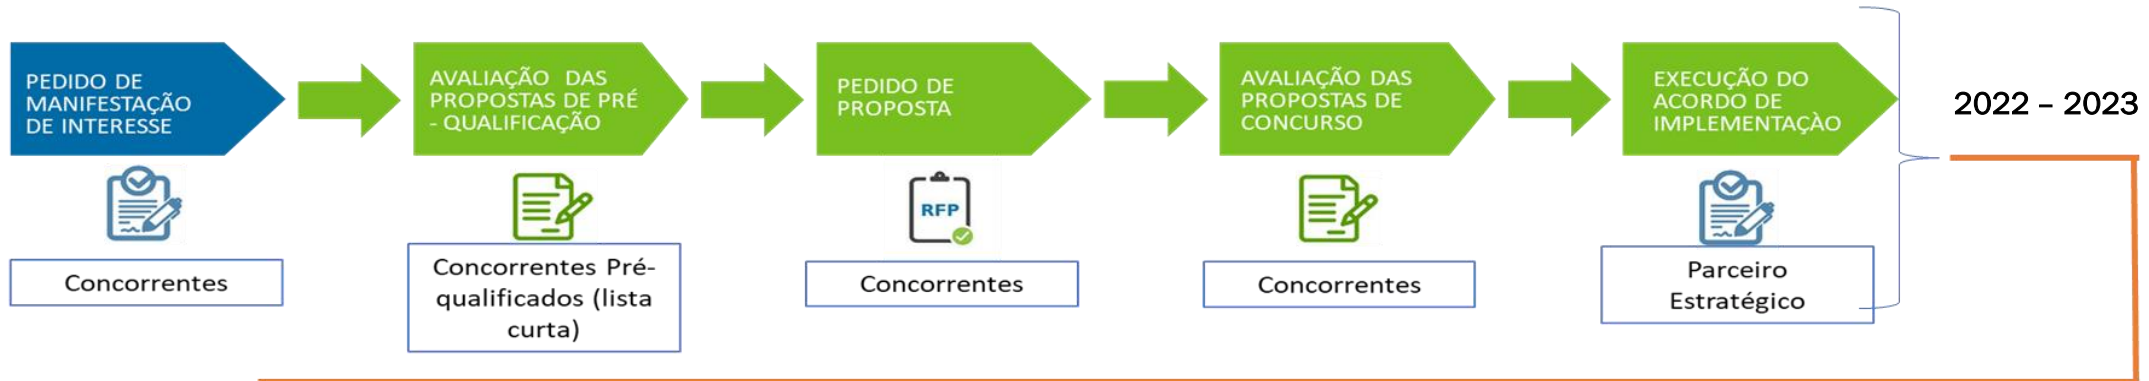 PEDIDO DE
MANIFESTAÇÃO
DE INTERESSE
AVALIAÇÃO DAS
PROPOSTAS DE PRÉ
- QUALIFICAÇÃO
PEDIDO DE
PROPOSTA
AVALIAÇÃO DAS
PROPOSTAS DE
CONCURSO
EXECUÇÃO DO
ACORDO DE
IMPLEMENTAÇÀO
2022 – 2023
RFP
Concorrentes
Concorrentes Pré-
qualificados (lista
curta)
Concorrentes
Concorrentes
Parceiro
Estratégico